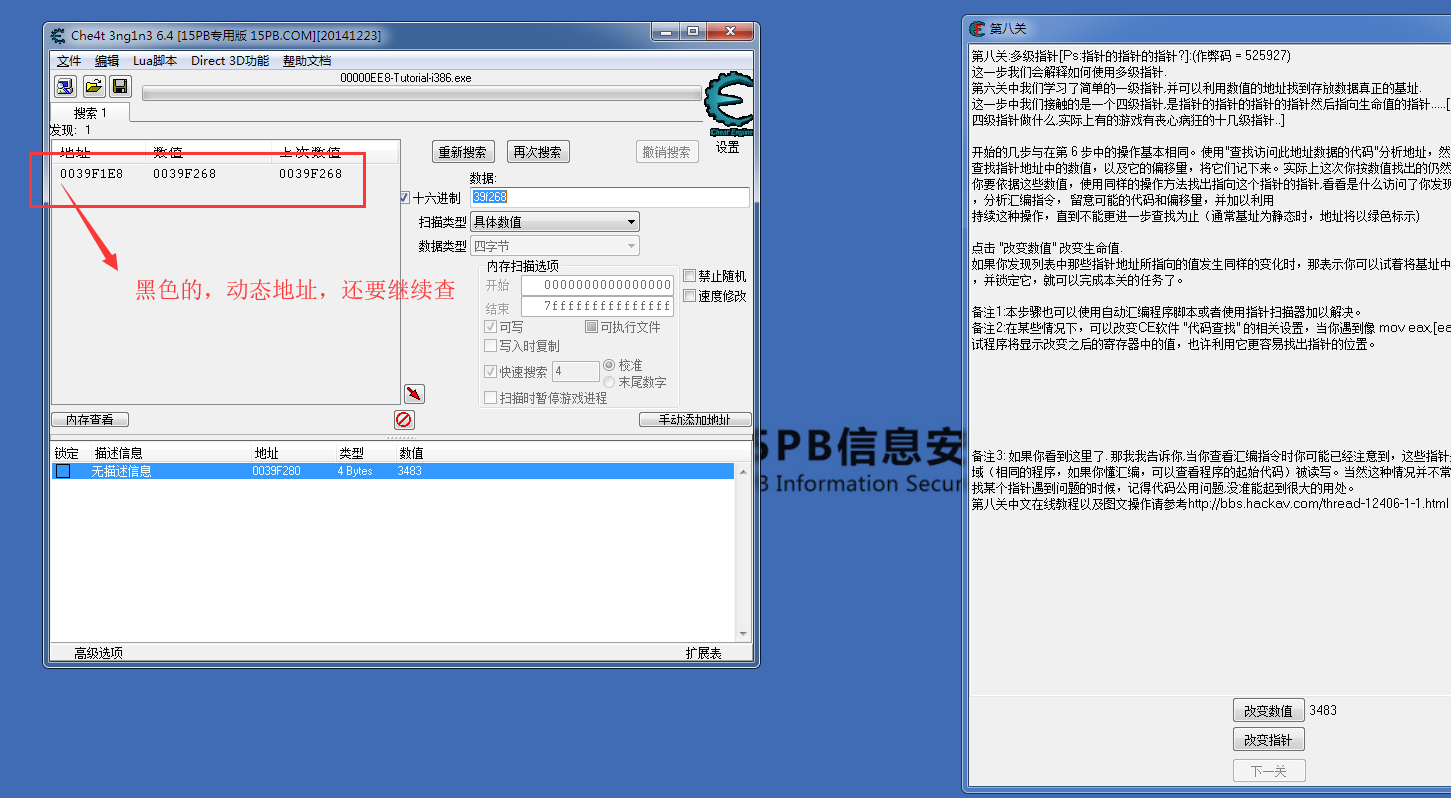 Che4t 3ng1n3 6.4 [15PB专用版 15PB.COM][20141223]
文件 编辑 Lua脚本 Direct 3D功能 帮助文档
00000EE8-Tutorial-i386.exe
搜索 1
Cheat Engine
设置
发现: 1
地址 数值 上次数值
0039F1E8 0039F268 0039F268
黑色的，动态地址，还要继续查
重新搜索 再次搜索 撤销搜索
数据:
十六进制 39f268
扫描类型 具体数值
数据类型 四字节
内存扫描选项
开始 0000000000000000
结束 7fffffffffffffff
可写 可执行文件
写入时复制
快速搜索 4 校准
末尾数字
扫描时暂停游戏进程
禁止随机
速度修改
内存查看 手动添加地址
锁定 描述信息 地址 类型 数值
无描述信息 0039F280 4 Bytes 3483
高级选项 扩展表
5PB信息安
Information Secur
第八关
第八关:多级指针[Ps:指针的指针的指针?]:(作弊码 = 525927)
这一步我们会解释如何使用多级指针.
第六关中我们学习了简单的一级指针.并可以利用数值的地址找到存放数据真正的基址.
这一步中我们接触的是一个四级指针.是指针的指针的指针的指针然后指向生命值的指针.....[
四级指针做什么,实际上有的游戏有丧心病狂的十几级指针..]
开始的几步与在第 6 步中的操作基本相同。使用"查找访问此地址数据的代码"分析地址，然
查找指针地址中的数值，以及它的偏移量，将它们记下来。实际上这次你按数值找出的仍然
你要依据这些数值，使用同样的操作方法找出指向这个指针的指针.看看是什么访问了你发现
，分析汇编指令， 留意可能的代码和偏移量，并加以利用
持续这种操作，直到不能更进一步查找为止（通常基址为静态时，地址将以绿色标示)
点击 "改变数值" 改变生命值.
如果你发现列表中那些指针地址所指向的值发生同样的变化时，那表示你可以试着将基址中
，并锁定它，就可以完成本关的任务了。
备注1:本步骤也可以使用自动汇编程序脚本或者使用指针扫描器加以解决。
备注2:在某些情况下，可以改变CE软件 "代码查找" 的相关设置，当你遇到像 mov eax,[ea
试程序将显示改变之后的寄存器中的值，也许利用它更容易找出指针的位置。
备注3: 如果你看到这里了. 那我我告诉你,当你查看汇编指令时你可能已经注意到，这些指针
域（相同的程序，如果你懂汇编，可以查看程序的起始代码）被读写。当然这种情况并不常
找某个指针遇到问题的时候，记得代码公用问题,没准能起到很大的用处。
第八关中文在线教程以及图文操作请参考http://bbs.hackav.com/thread-12406-1-1.html
改变数值 3483
改变指针
下一关